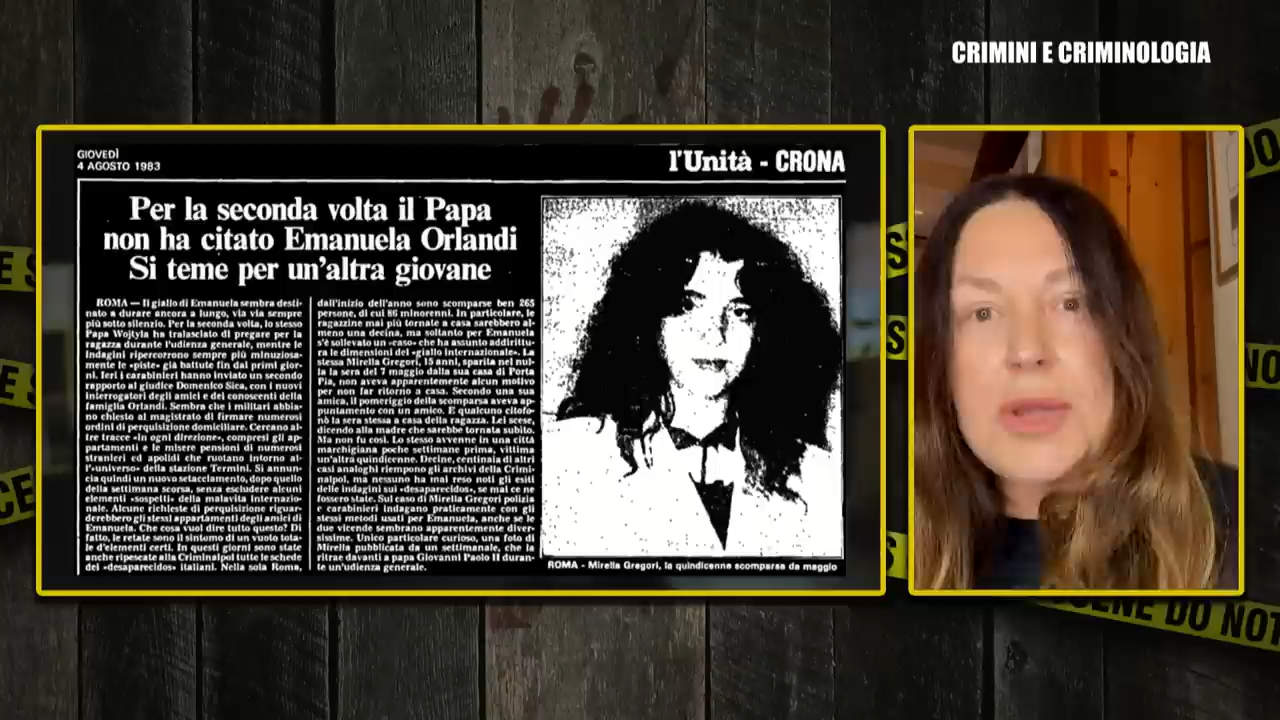 CRIMINI E CRIMINOLOGIA
GIOVEDÌ
4 AGOSTO 1983
l'Unità - CRONA
Per la seconda volta il Papa
non ha citato Emanuela Orlandi
Si teme per un'altra giovane
ROMA — Il giallo di Emanuela sembra desti-
nato a durare ancora a lungo, via via sempre
più sotto silenzio. Per la seconda volta, lo stesso
Papa Wojtyla ha tralasciato di pregare per la
ragazza durante l'udienza generale, mentre le
indagini ripercorrono sempre più minuziosa-
mente le «piste» già battute fin dai primi gior-
ni. Ieri i carabinieri hanno inviato un secondo
rapporto al giudice Domenico Sica, con i nuovi
interrogatori degli amici e dei conoscenti della
famiglia Orlandi. Sembra che i militari abbia-
no chiesto al magistrato di firmare numerosi
ordini di perquisizione domiciliare. Cercano al-
tre tracce «in ogni direzione», compresi gli ap-
partamenti e le misere pensioni di numerosi
stranieri ed apolidi che ruotano intorno al-
l'«universo» della stazione Termini. Si annun-
cia quindi un nuovo setacciamento, dopo quello
della settimana scorsa, senza escludere alcuni
elementi «sospetti» della malavita internazio-
nale. Alcune richieste di perquisizione riguar-
derebbero gli stessi appartamenti degli amici di
Emanuela. Che cosa vuol dire tutto questo? Di
fatto, le retate sono il sintomo di un vuoto tota-
le d'elementi certi. In questi giorni sono state
anche ripescate alla Criminalpol tutte le schede
dei «desaparecidos» italiani. Nella sola Roma,
dall'inizio dell'anno sono scomparse ben 265
persone, di cui 86 minorenni. In particolare, le
ragazzine mai più tornate a casa sarebbero al-
meno una decina, ma soltanto per Emanuela
s'è sollevato un «caso» che ha assunto addirittu-
ra le dimensioni del «giallo internazionale». La
stessa Mirella Gregori, 15 anni, sparita nel nul-
la la sera del 7 maggio dalla sua casa di Porta
Pia, non aveva apparentemente alcun motivo
per non far ritorno a casa. Secondo una sua
amica, il pomeriggio della scomparsa aveva ap-
puntamento con un amico. E qualcuno citofo-
nò la sera stessa a casa della ragazza. Lei scese,
dicendo alla madre che sarebbe tornata subito.
Ma non fu così. Lo stesso avvenne in una città
marchigiana poche settimane prima, vittima
un'altra quindicenne. Decine, centinaia di altri
casi analoghi riempono gli archivi della Crimi-
nalpol, ma nessuno ha mai reso noti gli esiti
delle indagini sui «desaparecidos», se mai ce ne
fossero state. Sul caso di Mirella Gregori polizia
e carabinieri indagano praticamente con gli
stessi metodi usati per Emanuela, anche se le
due vicende sembrano apparentemente diver-
sissime. Unico particolare curioso, una foto di
Mirella pubblicata da un settimanale, che la
ritrae davanti a papa Giovanni Paolo II duran-
te un'udienza generale.
ROMA - Mirella Gregori, la quindicenne scomparsa da maggio
SCENE DO NOT